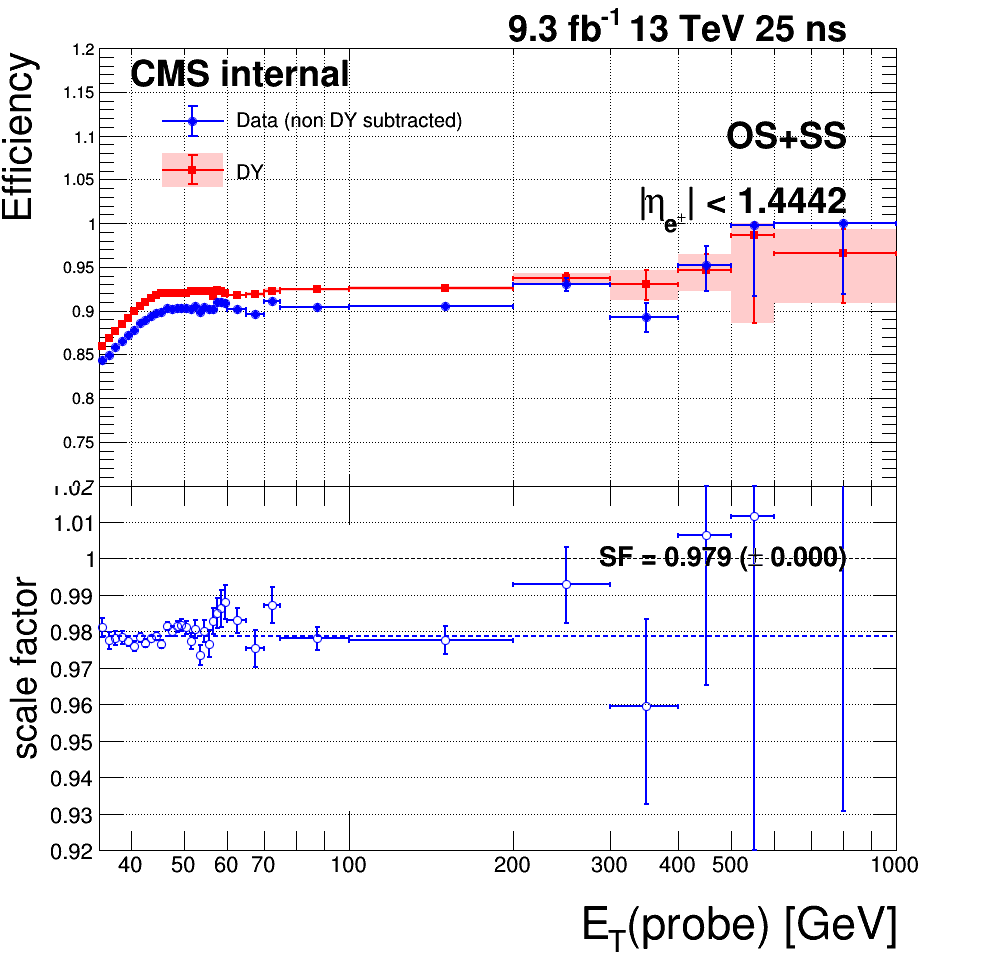 9.3 fb-1 13 TeV 25 ns
Efficiency
1.2
1.15
1.1
1.05
1
0.95
0.9
0.85
0.8
0.75
0.7
CMS internal
Data (non DY subtracted)
DY
OS+SS
|ηe±| < 1.4442
scale factor
1.02
1.01
1
0.99
0.98
0.97
0.96
0.95
0.94
0.93
0.92
SF = 0.979 (± 0.000)
40 50 60 70 100 200 300 400 500 1000
ET(probe) [GeV]